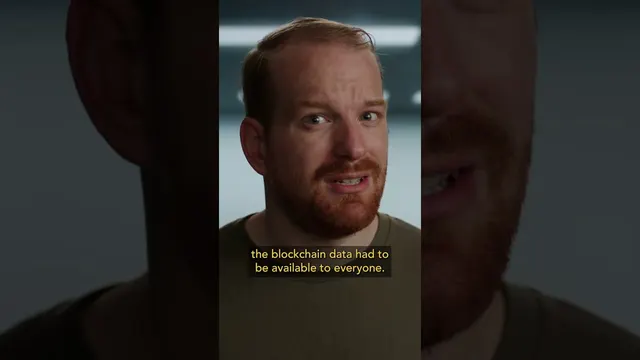 the blockchain data had to
be available to everyone.